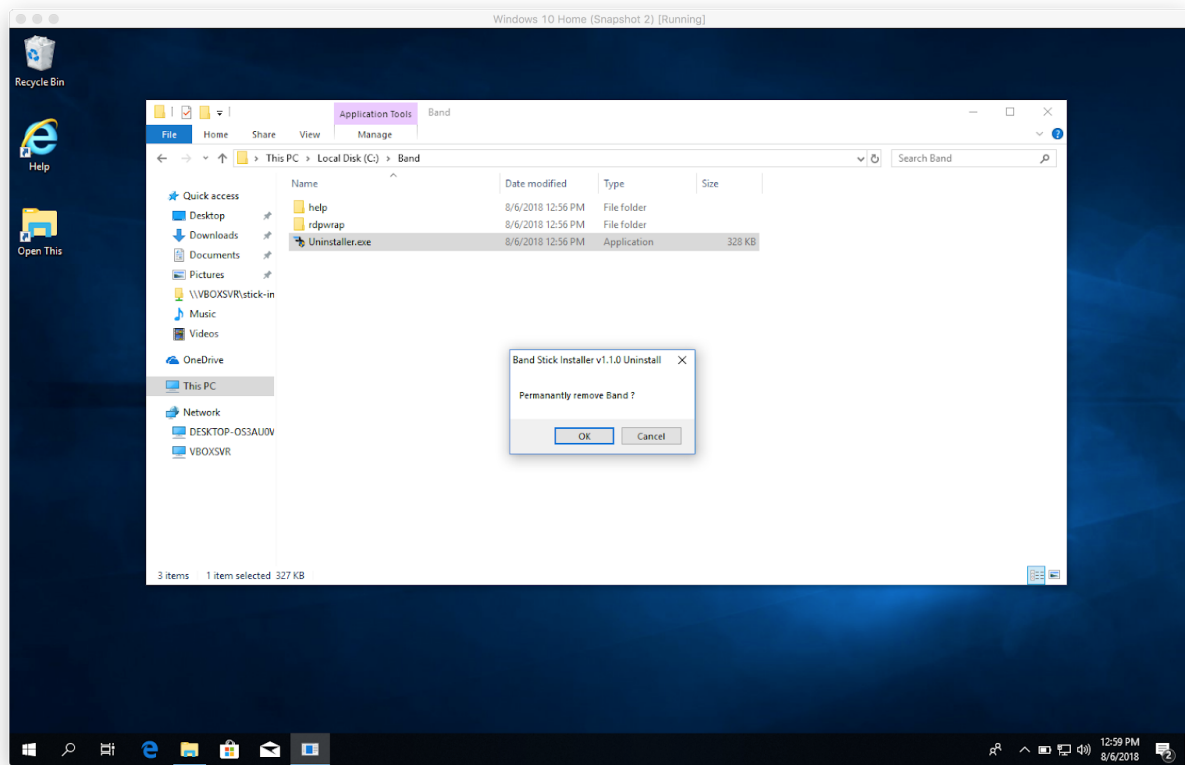 Windows 10 Home (Snapshot 2) [Running]
Recycle Bin
Help
Open This
Application Tools
Band
File
Home
Share
View
Manage
This PC > Local Disk (C:) > Band
Search Band
Name
Date modified
Type
Size
help
8/6/2018 12:56 PM
File folder
rdpwrap
8/6/2018 12:56 PM
File folder
Uninstaller.exe
8/6/2018 12:56 PM
Application
328 KB
Quick access
Desktop
Downloads
Documents
Pictures
\\VBOXSVR\stick-in
Music
Videos
OneDrive
This PC
Network
DESKTOP-OS3AU0V
VBOXSVR
Band Stick Installer v1.1.0 Uninstall
Permanantly remove Band ?
OK
Cancel
3 items
1 item selected 327 KB
12:59 PM
8/6/2018
2